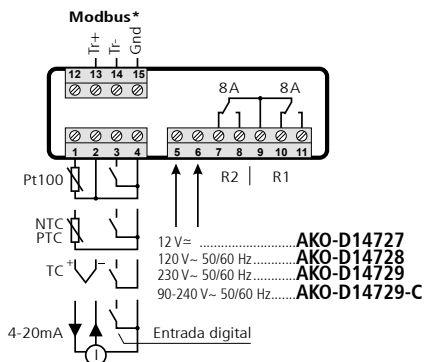 Modbus*
Tr+ Tr- Gnd
12 13 14 15
8A 8A
1 2 3 4 5 6 7 8 9 10 11
Pt100
R2 | R1
NTC
PTC
12 V≃ ........................AKO-D14727
120 V~ 50/60 Hz..........AKO-D14728
230 V~ 50/60 Hz..........AKO-D14729
90-240 V~ 50/60 Hz.......AKO-D14729-C
TC + –
4-20mA
Entrada digital
I